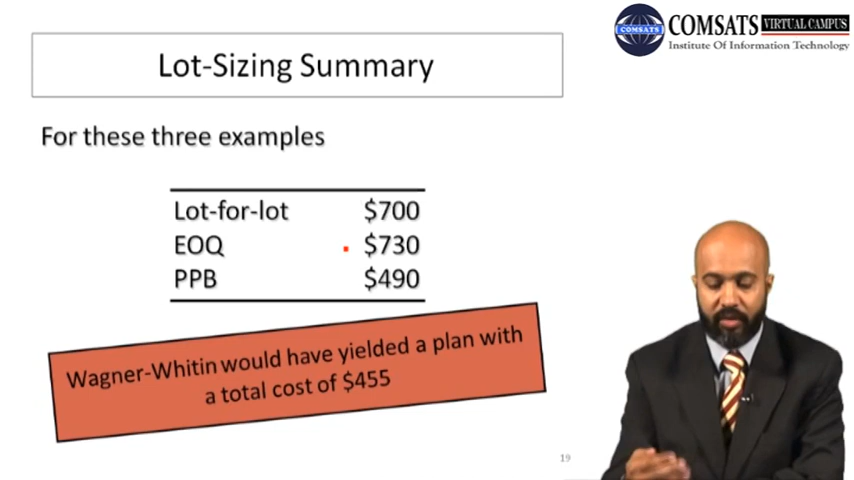 COMSATS VIRTUAL CAMPUS
COMSATS
Institute Of Information Technology
Lot-Sizing Summary
For these three examples
Lot-for-lot $700
EOQ $730
PPB $490
Wagner-Whitin would have yielded a plan with
a total cost of $455
19